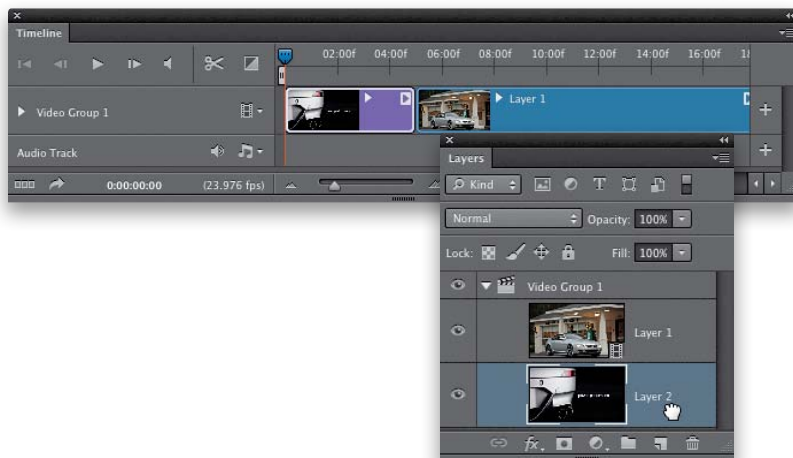 Timeline
02:00f 04:00f 06:00f 08:00f 10:00f 12:00f 14:00f 16:00f
Video Group 1
Layer 1
Audio Track
0:00:00:00 (23.976 fps)
Layers
Kind T
Normal Opacity: 100%
Lock: Fill: 100%
Video Group 1
Layer 1
Layer 2
fx